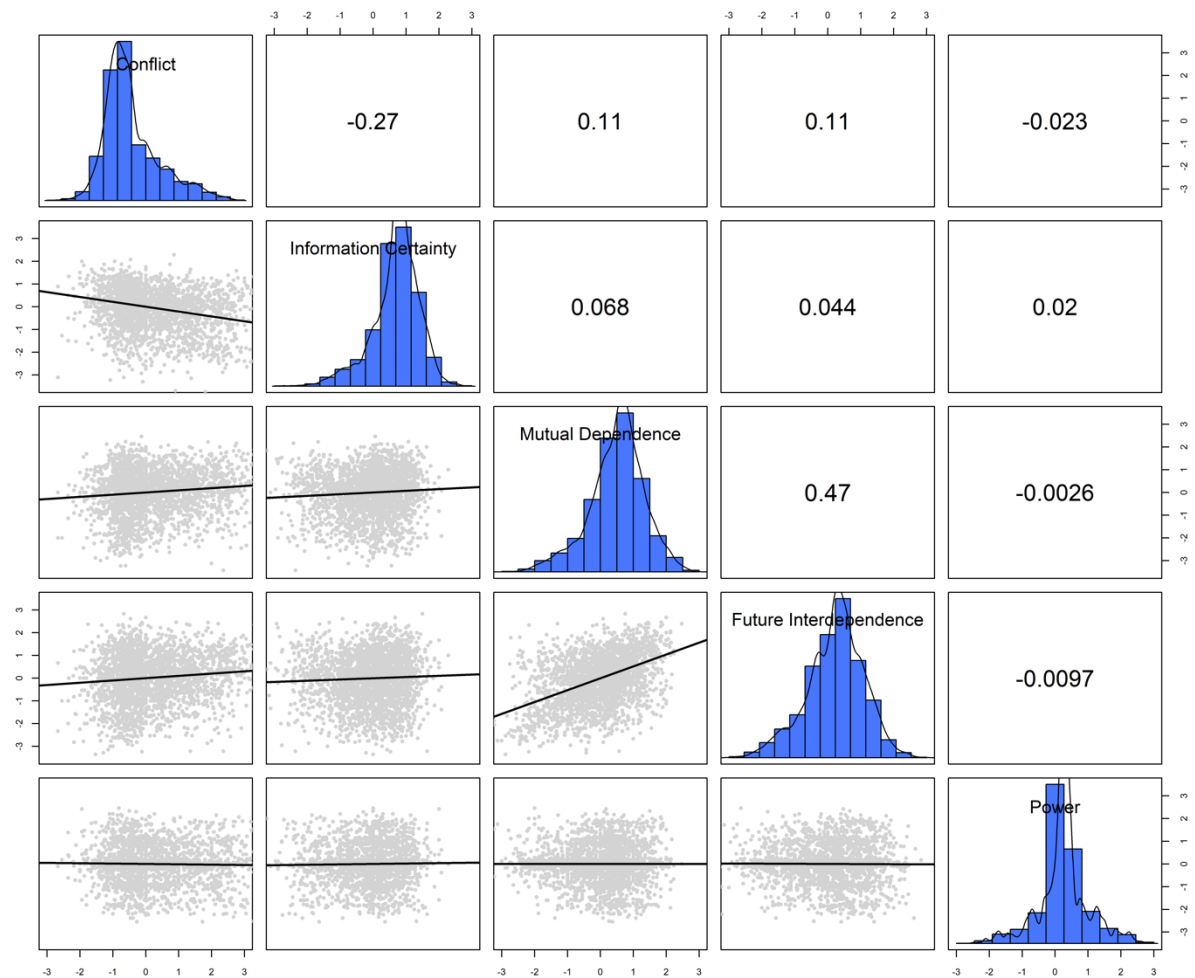 -3 -2 -1 0 1 2 3 -3 -2 -1 0 1 2 3
Conflict -0.27 0.11 0.11 -0.023 -3 -2 -1 0 1 2 3
-3 -2 -1 0 1 2 3 Information Certainty 0.068 0.044 0.02
Mutual Dependence 0.47 -0.0026 -3 -2 -1 0 1 2 3
-3 -2 -1 0 1 2 3 Future Interdependence -0.0097
Power -3 -2 -1 0 1 2 3
-3 -2 -1 0 1 2 3 -3 -2 -1 0 1 2 3 -3 -2 -1 0 1 2 3